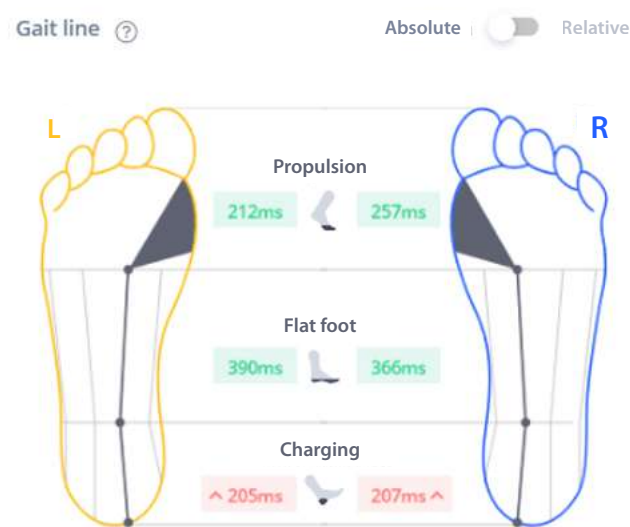 Gait line ?
Absolute Relative
L
R
Propulsion
212ms 257ms
Flat foot
390ms 366ms
Charging
^ 205ms 207ms ^